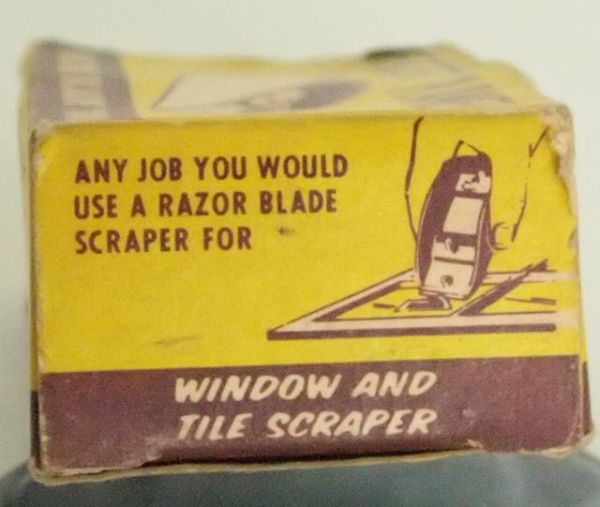 ANY JOB YOU WOULD
USE A RAZOR BLADE
SCRAPER FOR
WINDOW AND
TILE SCRAPER